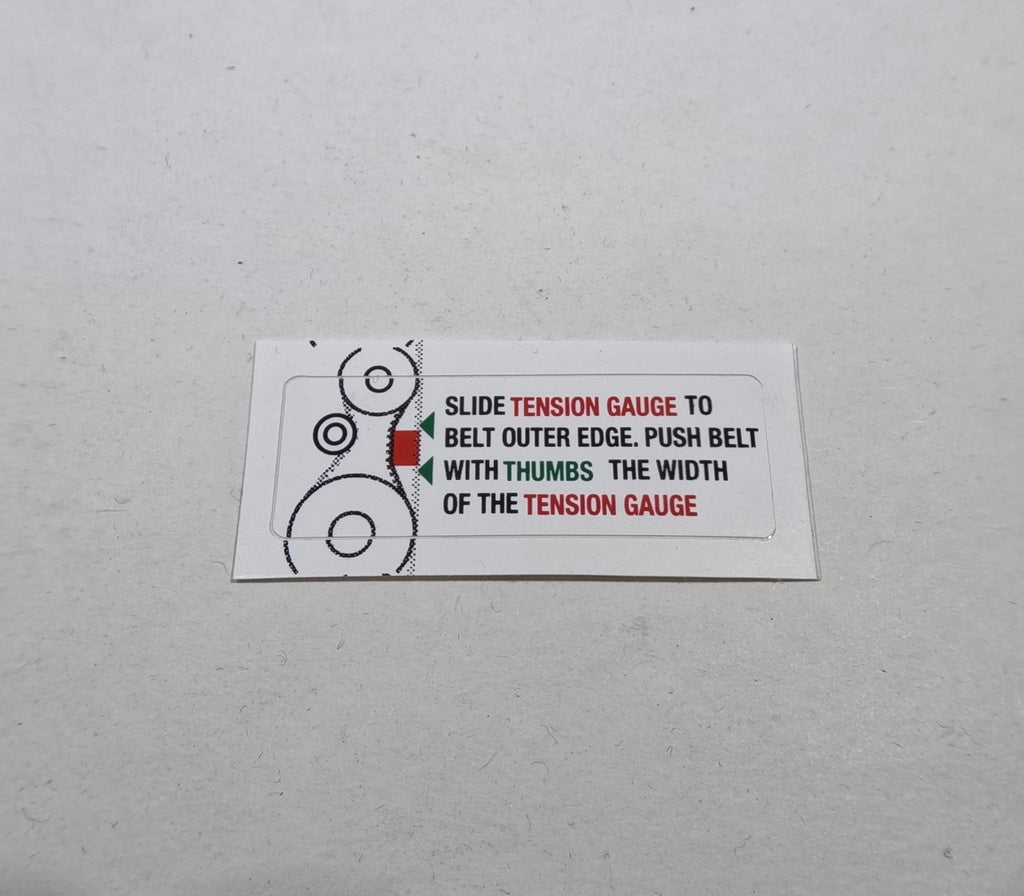 SLIDE TENSION GAUGE TO
BELT OUTER EDGE. PUSH BELT
WITH THUMBS THE WIDTH
OF THE TENSION GAUGE